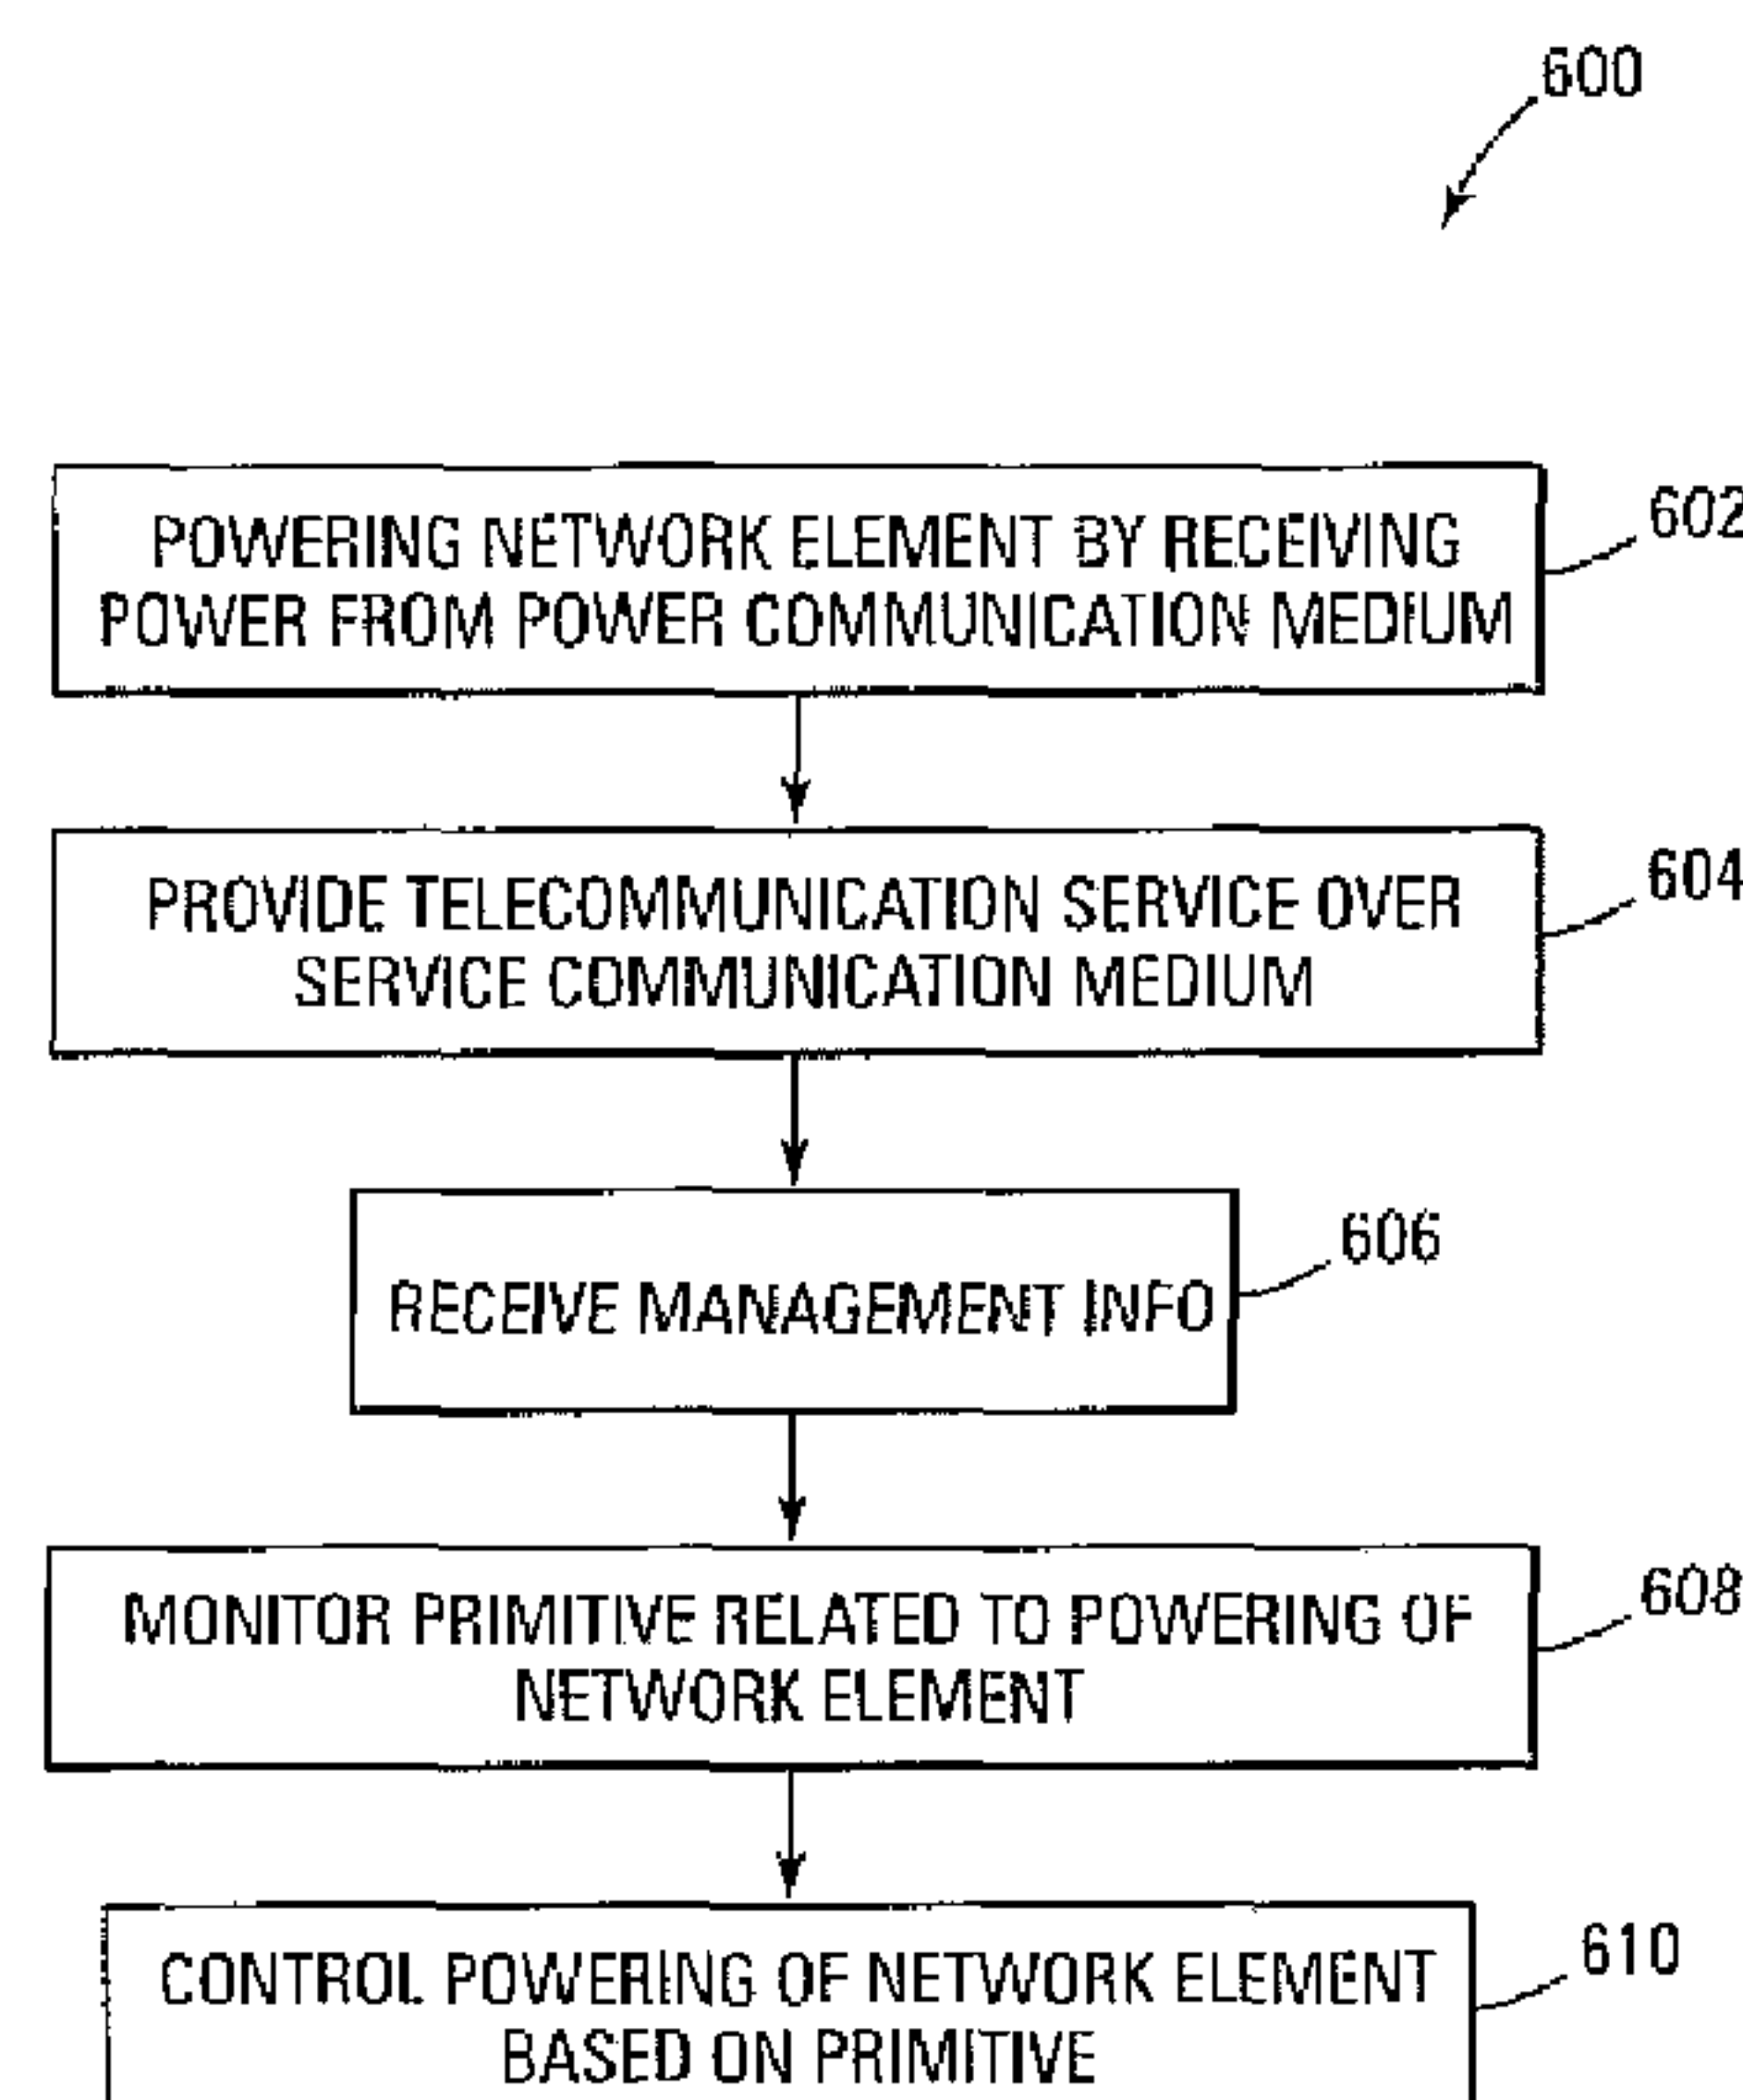 600
POWERING NETWORK ELEMENT BY RECEIVING
POWER FROM POWER COMMUNICATION MEDIUM
602
PROVIDE TELECOMMUNICATION SERVICE OVER
SERVICE COMMUNICATION MEDIUM
604
RECEIVE MANAGEMENT INFO
606
MONITOR PRIMITIVE RELATED TO POWERING OF
NETWORK ELEMENT
608
CONTROL POWERING OF NETWORK ELEMENT
BASED ON PRIMITIVE
610